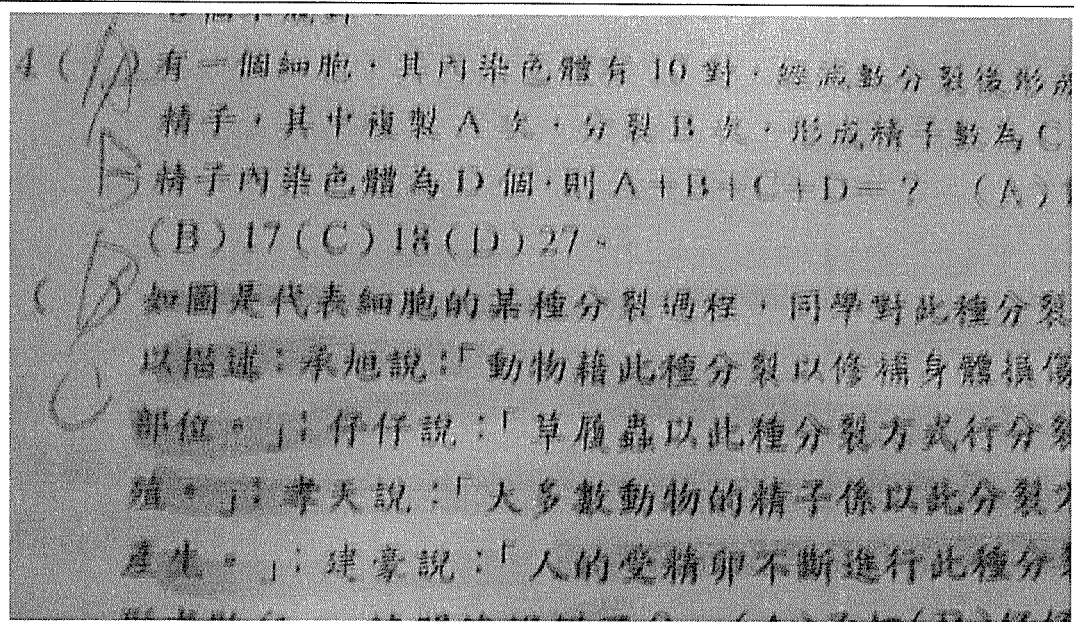 4 ( A ) 有一個細胞，其內染色體有 10 對，經減數分裂後形成
精子，其中複製 A 次，分裂 B 次，形成精子數為 C
B 精子內染色體為 D 個，則 A＋B＋C＋D＝？ (A)
(B) 17 (C) 18 (D) 27。
( B ) 如圖是代表細胞的某種分裂過程，同學對此種分裂
以描述：承旭說：「動物藉此種分裂以修補身體損傷
C 部位。」；仔仔說：「草履蟲以此種分裂方式行分裂
殖。」；孝天說：「大多數動物的精子係以此分裂方
產生。」；建豪說：「人的受精卵不斷進行此種分裂